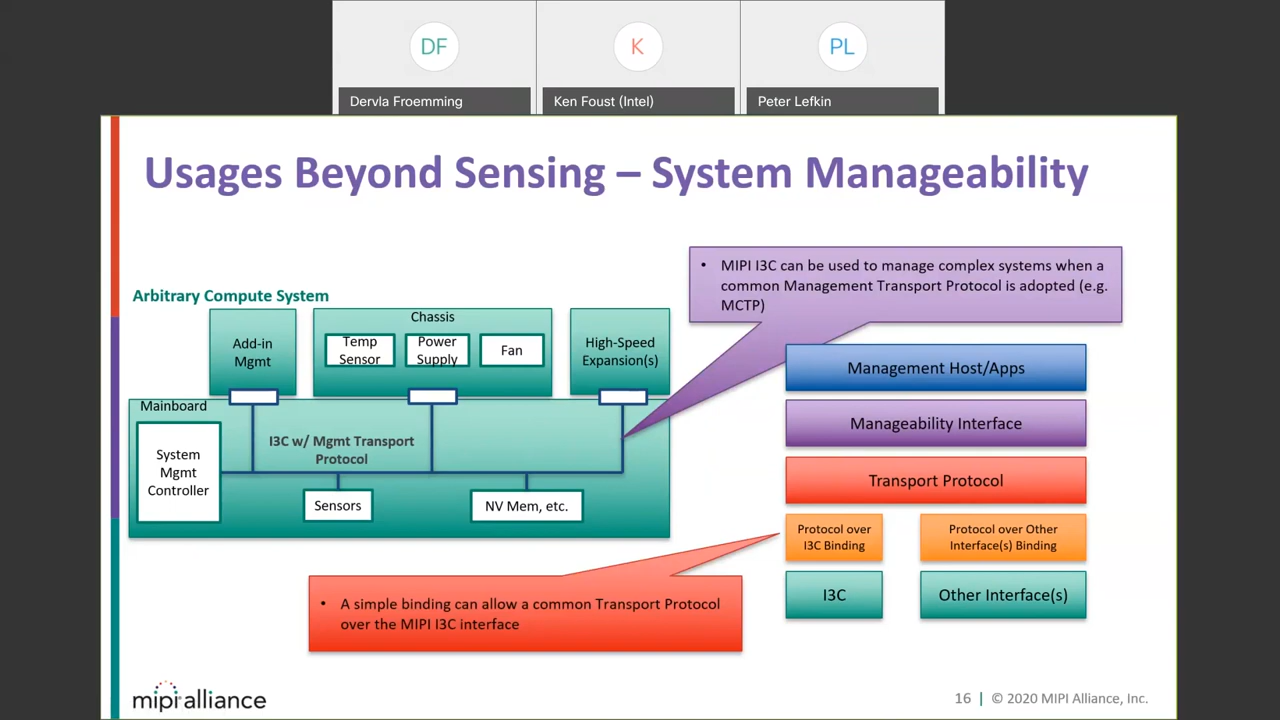 DF
K
PL
Dervla Froemming
Ken Foust (Intel)
Peter Lefkin
Usages Beyond Sensing – System Manageability
• MIPI I3C can be used to manage complex systems when a
common Management Transport Protocol is adopted (e.g.
MCTP)
Arbitrary Compute System
Add-in
Mgmt
Chassis
Temp
Sensor
Power
Supply
Fan
High-Speed
Expansion(s)
Mainboard
System
Mgmt
Controller
I3C w/ Mgmt Transport
Protocol
Sensors
NV Mem, etc.
Management Host/Apps
Manageability Interface
Transport Protocol
Protocol over
I3C Binding
Protocol over Other
Interface(s) Binding
I3C
Other Interface(s)
• A simple binding can allow a common Transport Protocol
over the MIPI I3C interface
mipi alliance
16 | © 2020 MIPI Alliance, Inc.